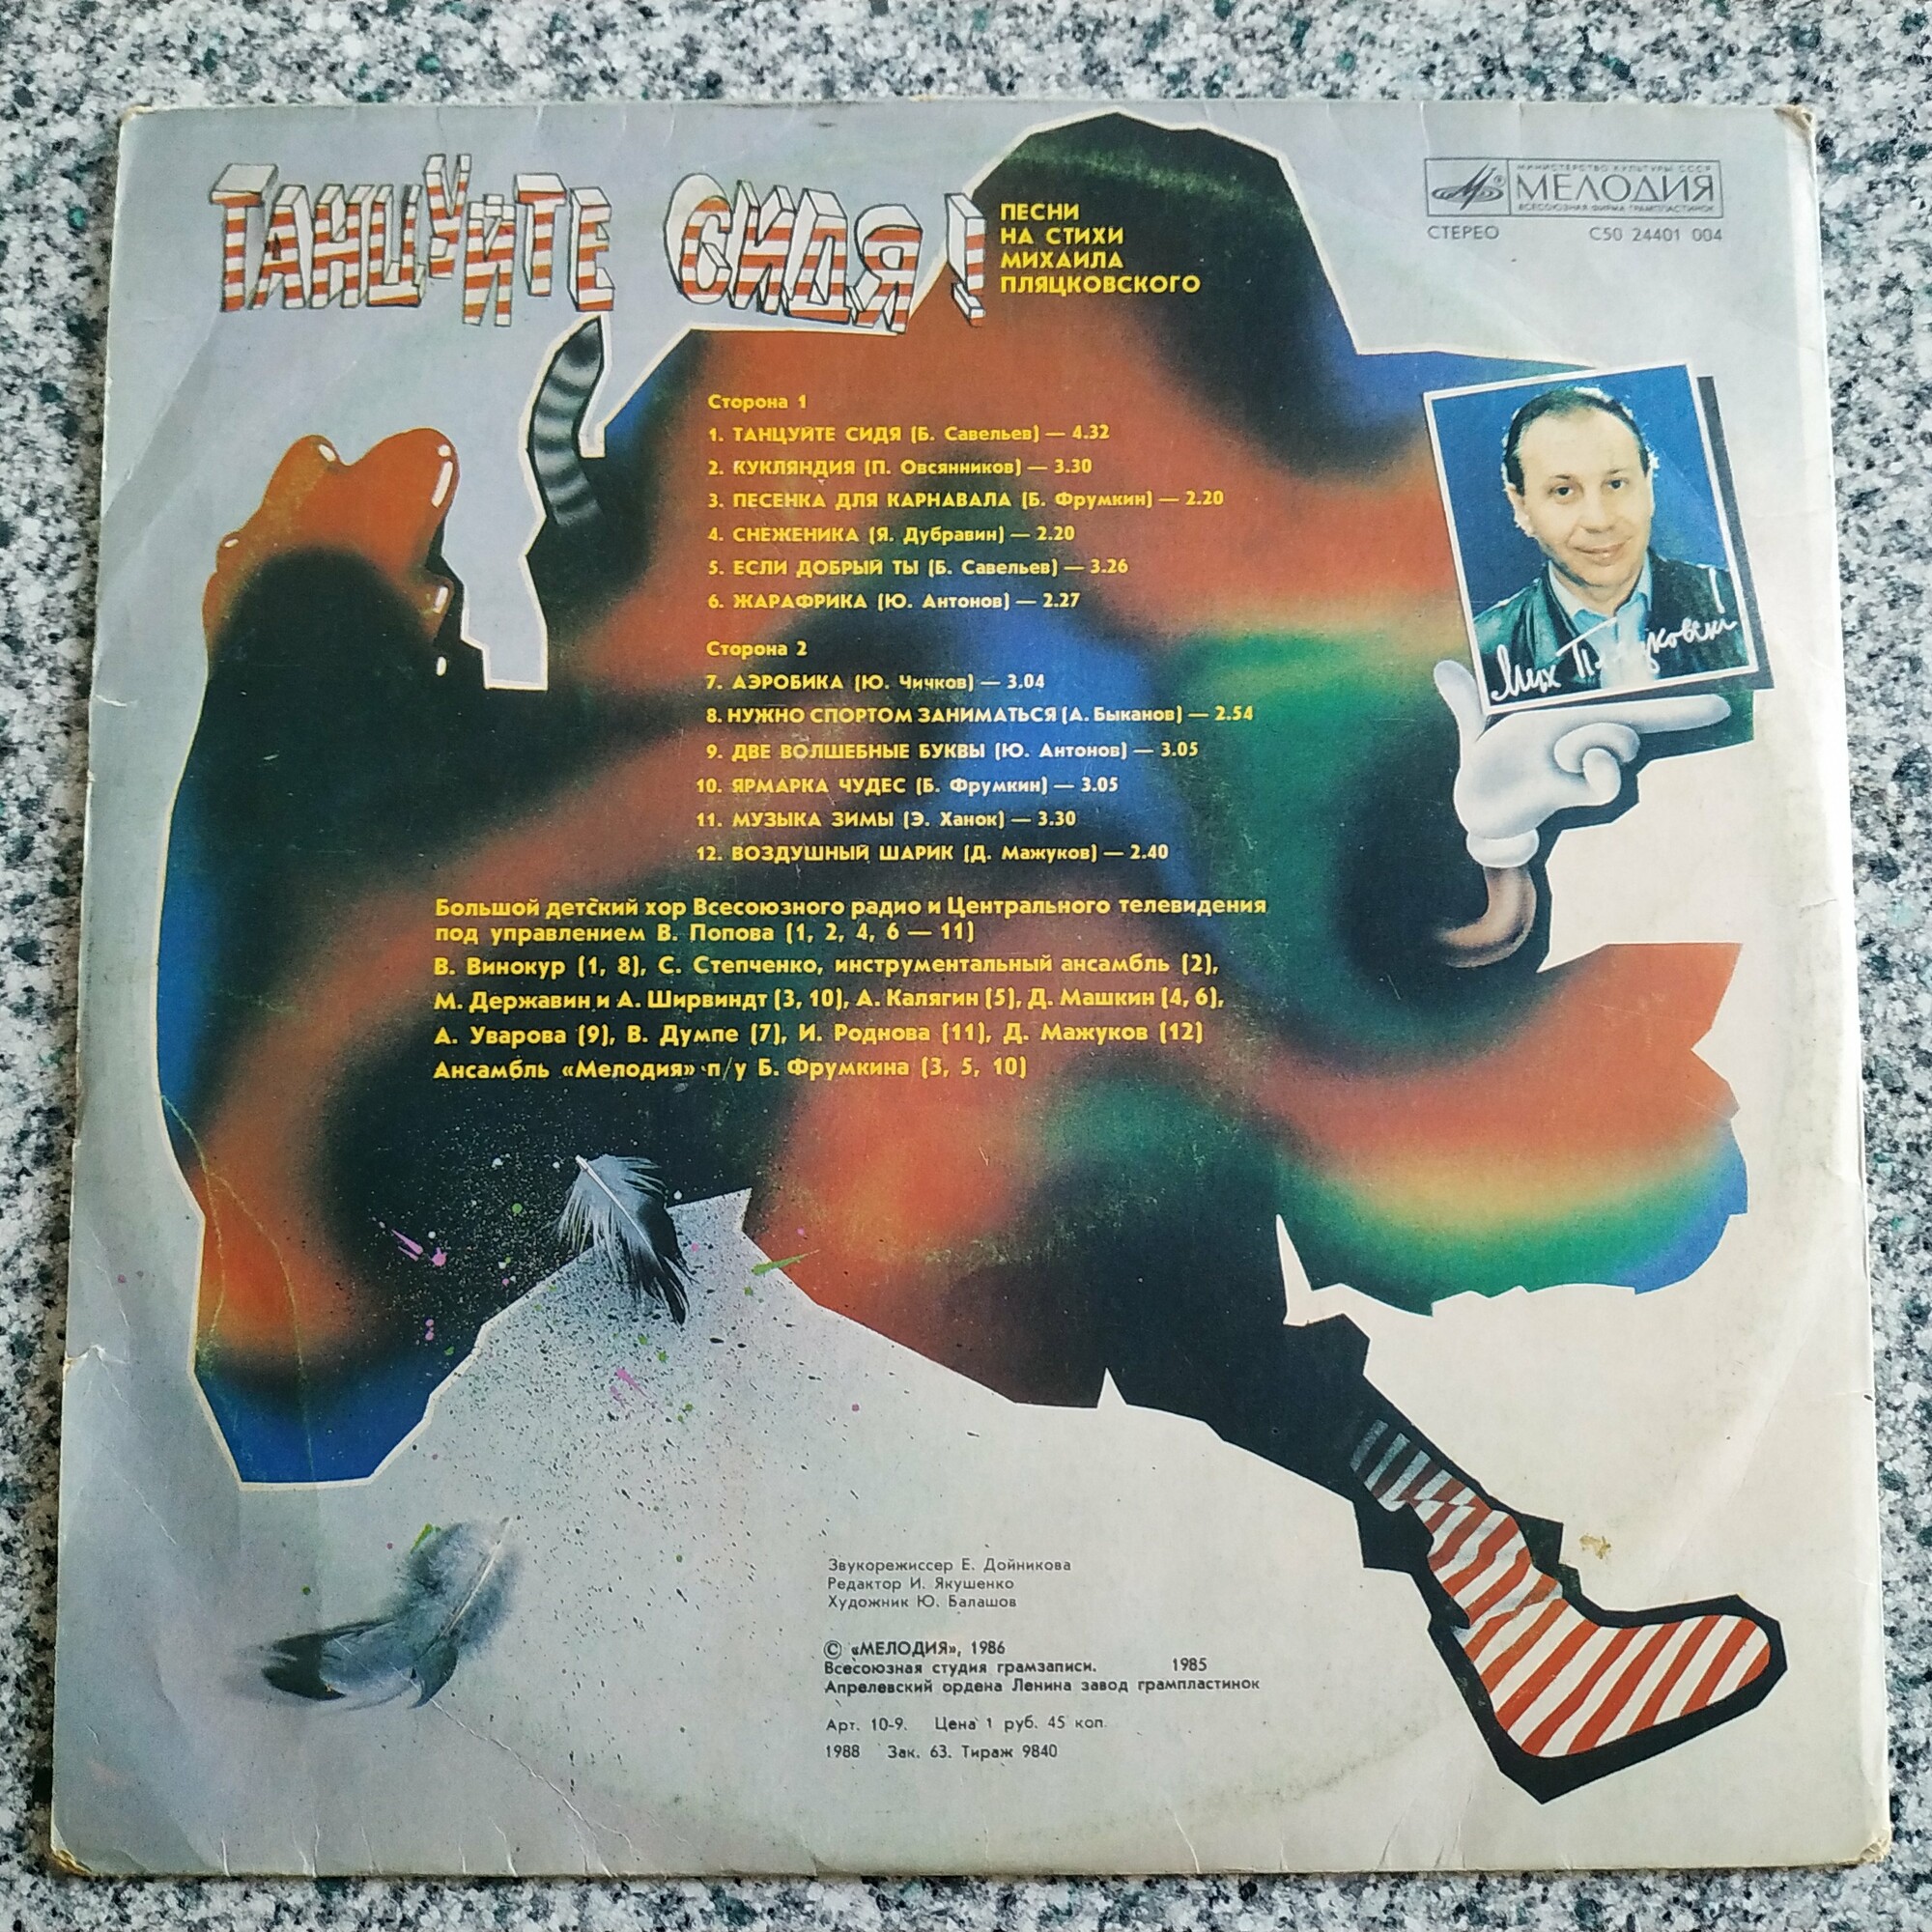 ТАНЦУЙТЕ СИДЯ!
ПЕСНИ
НА СТИХИ
МИХАИЛА
ПЛЯЦКОВСКОГО
МИНИСТЕРСТВО КУЛЬТУРЫ СССР
МЕЛОДИЯ
ВСЕСОЮЗНАЯ ФИРМА ГРАМПЛАСТИНОК
СТЕРЕО С50 24401 004
Сторона 1
1. ТАНЦУЙТЕ СИДЯ (Б. Савельев) — 4.32
2. КУКЛЯНДИЯ (П. Овсянников) — 3.30
3. ПЕСЕНКА ДЛЯ КАРНАВАЛА (Б. Фрумкин) — 2.20
4. СНЕЖЕНИКА (Я. Дубравин) — 2.20
5. ЕСЛИ ДОБРЫЙ ТЫ (Б. Савельев) — 3.26
6. ЖАРАФРИКА (Ю. Антонов) — 2.27
Сторона 2
7. АЭРОБИКА (Ю. Чичков) — 3.04
8. НУЖНО СПОРТОМ ЗАНИМАТЬСЯ (А. Быканов) — 2.54
9. ДВЕ ВОЛШЕБНЫЕ БУКВЫ (Ю. Антонов) — 3.05
10. ЯРМАРКА ЧУДЕС (Б. Фрумкин) — 3.05
11. МУЗЫКА ЗИМЫ (Э. Ханок) — 3.30
12. ВОЗДУШНЫЙ ШАРИК (Д. Мажуков) — 2.40
Большой детский хор Всесоюзного радио и Центрального телевидения
под управлением В. Попова (1, 2, 4, 6 — 11)
В. Винокур (1, 8), С. Степченко, инструментальный ансамбль (2),
М. Державин и А. Ширвиндт (3, 10), А. Калягин (5), Д. Машкин (4, 6),
А. Уварова (9), В. Думпе (7), И. Роднова (11), Д. Мажуков (12)
Ансамбль «Мелодия» п/у Б. Фрумкина (3, 5, 10)
Звукорежиссер Е. Дойникова
Редактор И. Якушенко
Художник Ю. Балашов
© «МЕЛОДИЯ», 1986
Всесоюзная студия грамзаписи. 1985
Апрелевский ордена Ленина завод грампластинок
Арт. 10-9. Цена 1 руб. 45 коп.
1988 Зак. 63. Тираж 9840